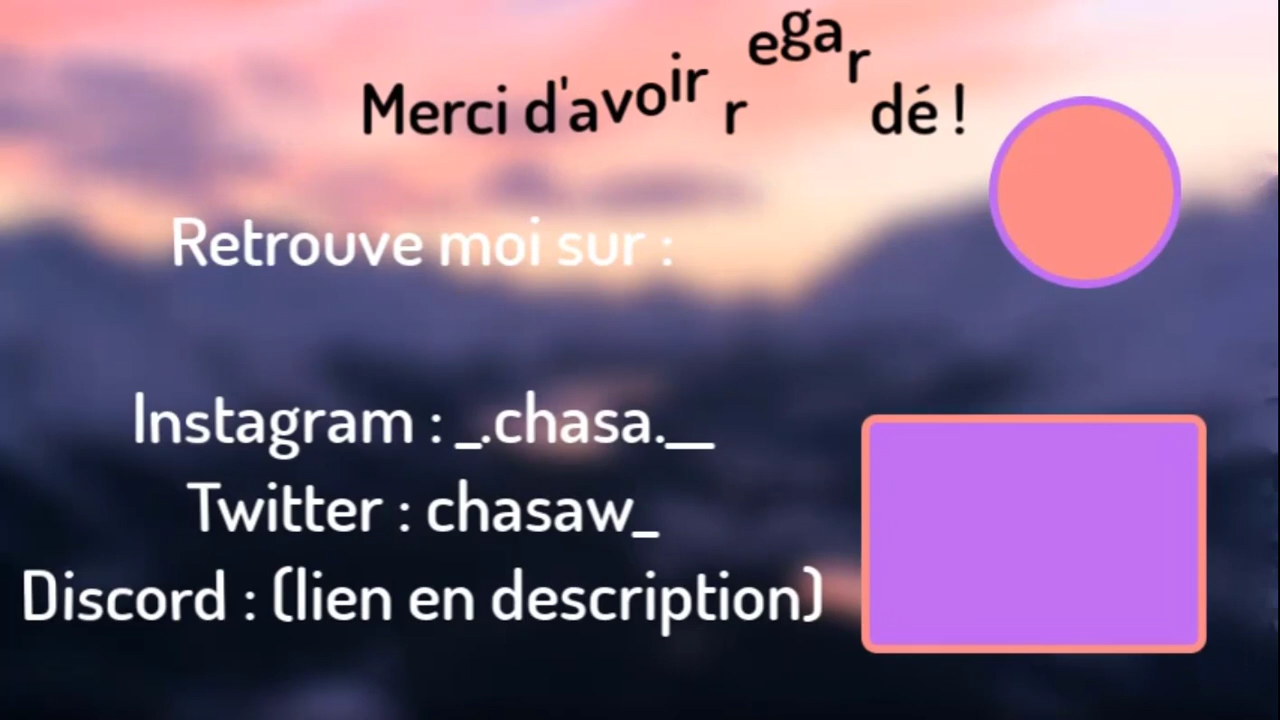 Merci d'avoir regardé !
Retrouve moi sur :
Instagram : _.chasa.__
Twitter : chasaw_
Discord : (lien en description)